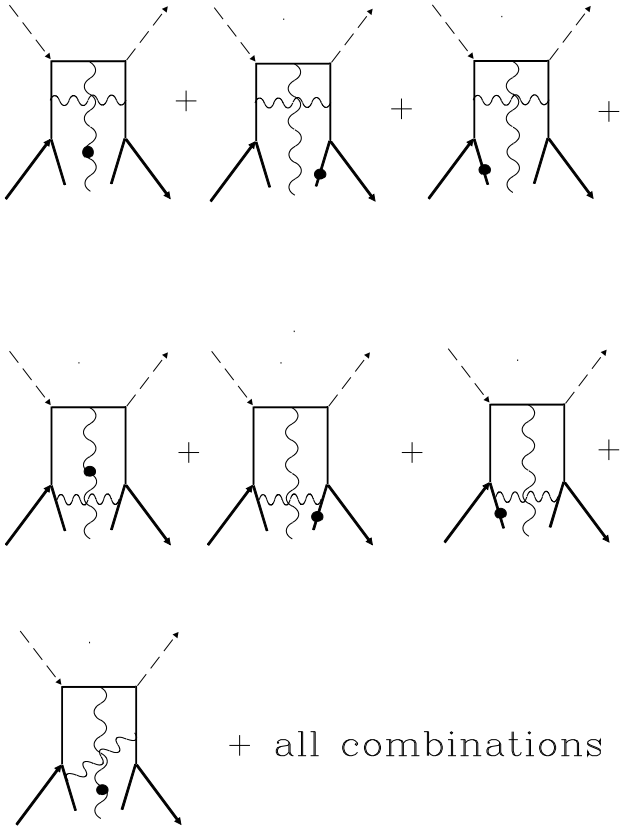 + + +
+ + +
+ all combinations